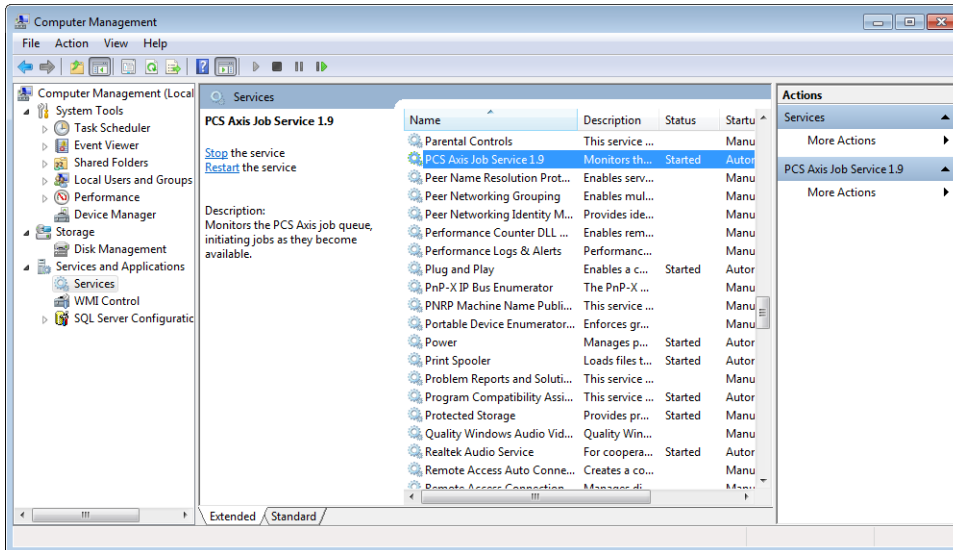 Computer Management
File Action View Help
Computer Management (Local
System Tools
Task Scheduler
Event Viewer
Shared Folders
Local Users and Groups
Performance
Device Manager
Storage
Disk Management
Services and Applications
Services
WMI Control
SQL Server Configuratic
Services
PCS Axis Job Service 1.9
Stop the service
Restart the service
Description:
Monitors the PCS Axis job queue,
initiating jobs as they become
available.
Name Description Status Startu
Parental Controls This service ... Manu
PCS Axis Job Service 1.9 Monitors th... Started Autor
Peer Name Resolution Prot... Enables serv... Manu
Peer Networking Grouping Enables mul... Manu
Peer Networking Identity M... Provides ide... Manu
Performance Counter DLL ... Enables rem... Manu
Performance Logs & Alerts Performanc... Manu
Plug and Play Enables a c... Started Autor
PnP-X IP Bus Enumerator The PnP-X ... Manu
PNRP Machine Name Publi... This service ... Manu
Portable Device Enumerator... Enforces gr... Manu
Power Manages p... Started Autor
Print Spooler Loads files t... Started Autor
Problem Reports and Soluti... This service ... Manu
Program Compatibility Assi... This service ... Started Autor
Protected Storage Provides pr... Started Manu
Quality Windows Audio Vid... Quality Win... Manu
Realtek Audio Service For coopera... Started Autor
Remote Access Auto Conne... Creates a co... Manu
Remote Access Connection Manages di... Manu
Extended Standard
Actions
Services
More Actions
PCS Axis Job Service 1.9
More Actions